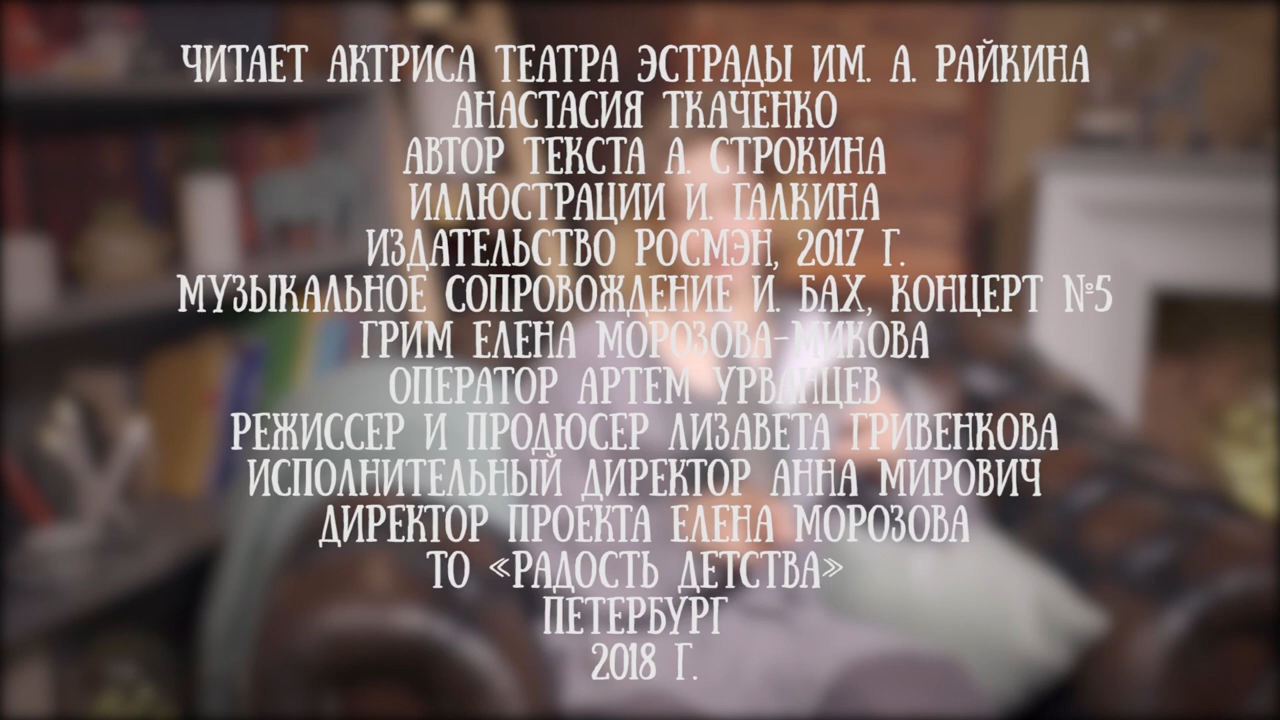 ЧИТАЕТ АКТРИСА ТЕАТРА ЭСТРАДЫ ИМ. А. РАЙКИНА
АНАСТАСИЯ ТКАЧЕНКО
АВТОР ТЕКСТА А. СТРОКИНА
ИЛЛЮСТРАЦИИ И. ГАЛКИНА
ИЗДАТЕЛЬСТВО РОСМЭН, 2017 Г.
МУЗЫКАЛЬНОЕ СОПРОВОЖДЕНИЕ И. БАХ, КОНЦЕРТ №5
ГРИМ ЕЛЕНА МОРОЗОВА-МИКОВА
ОПЕРАТОР АРТЕМ УРВАНЦЕВ
РЕЖИССЕР И ПРОДЮСЕР ЛИЗАВЕТА ГРИВЕНКОВА
ИСПОЛНИТЕЛЬНЫЙ ДИРЕКТОР АННА МИРОВИЧ
ДИРЕКТОР ПРОЕКТА ЕЛЕНА МОРОЗОВА
ТО «РАДОСТЬ ДЕТСТВА»
ПЕТЕРБУРГ
2018 Г.